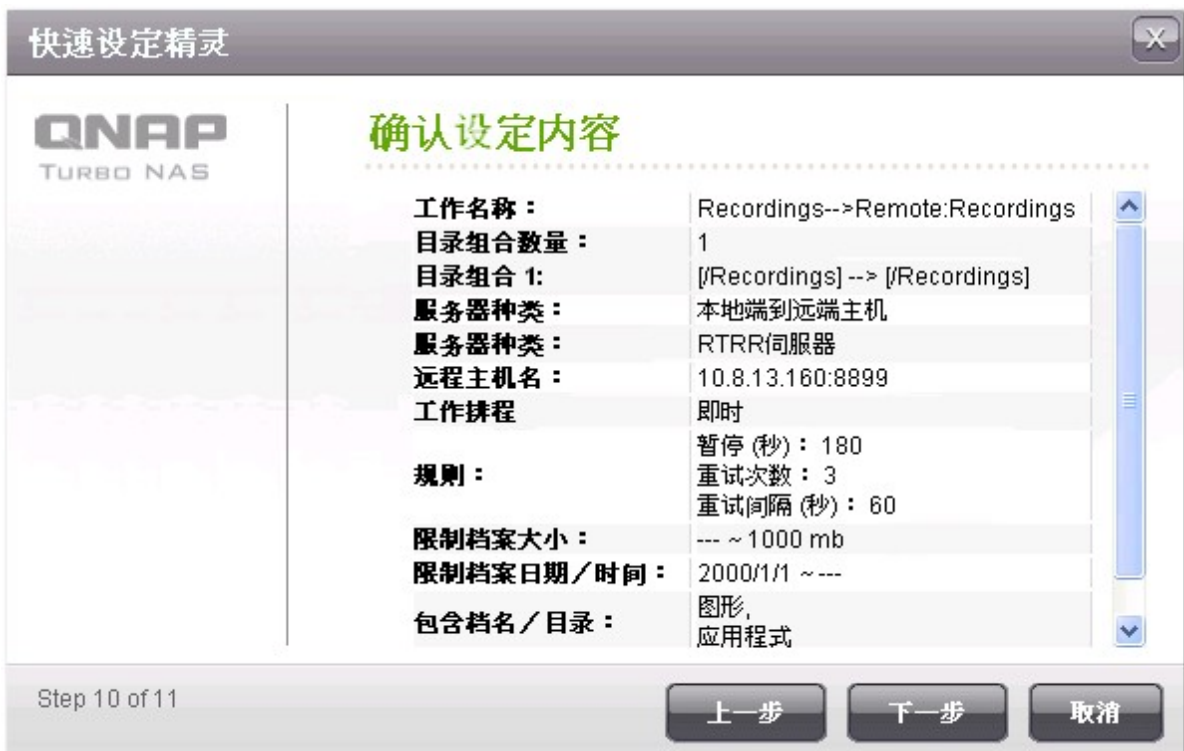 快速设定精灵
X
QNAP
TURBO NAS
确认设定内容
工作名称： Recordings-->Remote:Recordings
目录组合数量： 1
目录组合 1: [/Recordings] --> [/Recordings]
服务器种类： 本地端到远端主机
服务器种类： RTRR伺服器
远程主机名： 10.8.13.160:8899
工作排程 即时
规则： 暂停 (秒)： 180
重试次数： 3
重试间隔 (秒)： 60
限制档案大小： --- ~ 1000 mb
限制档案日期／时间： 2000/1/1 ~ ---
包含档名／目录： 图形,
应用程式
Step 10 of 11
上一步 下一步 取消